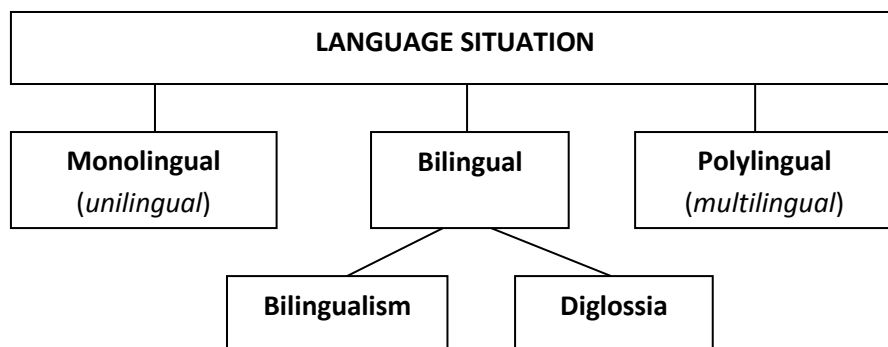 LANGUAGE SITUATION
Monolingual
(unilingual)
Bilingual
Polylingual
(multilingual)
Bilingualism
Diglossia